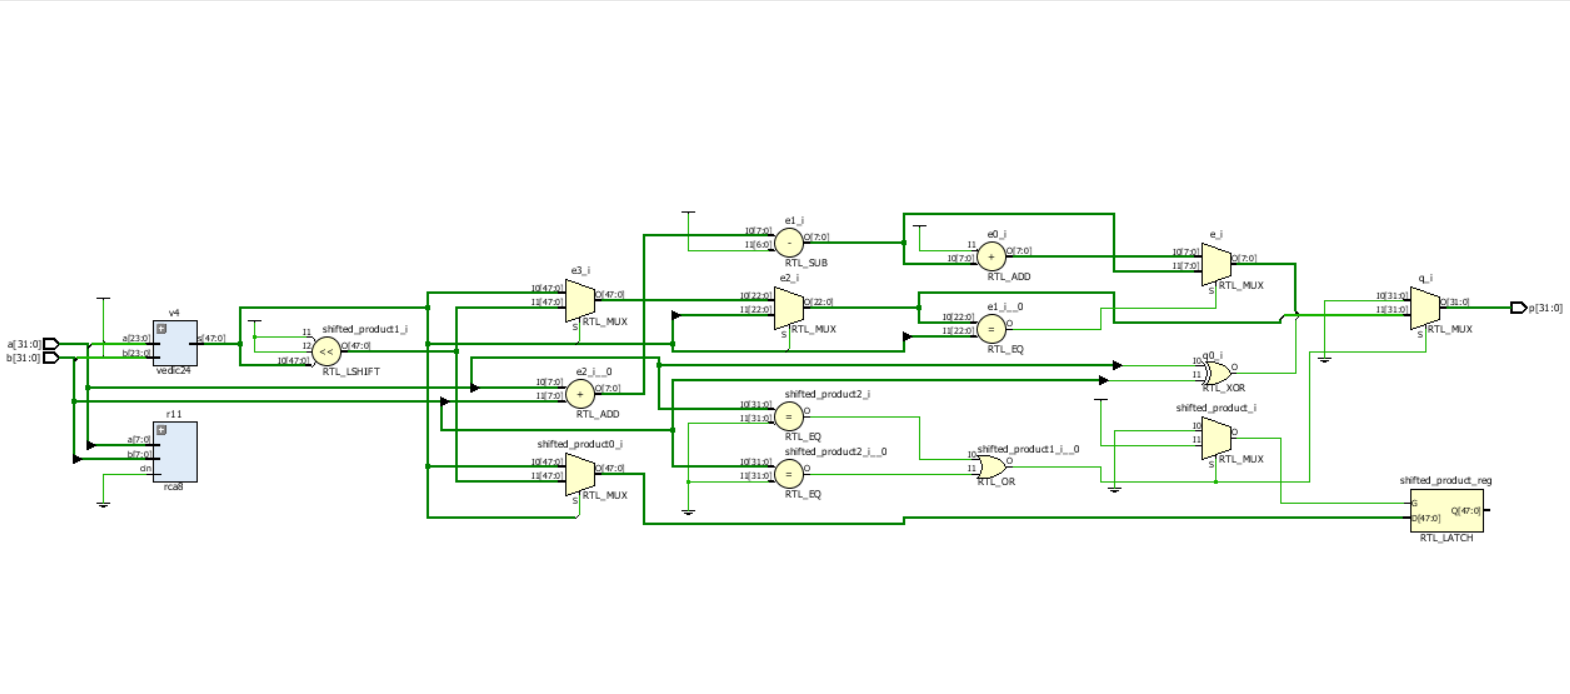 a[31:0]
b[31:0]
v4
a[23:0]
b[23:0]
s[47:0]
vedic24
r11
a[7:0]
b[7:0]
cin
rca8
shifted_product1_i
I1
I2
I0[47:0]
O[47:0]
RTL_LSHIFT
e3_i
I0[47:0]
I1[47:0]
O[47:0]
S
RTL_MUX
e2_i__0
I0[7:0]
I1[7:0]
O[7:0]
RTL_ADD
shifted_product0_i
I0[47:0]
I1[47:0]
O[47:0]
S
RTL_MUX
e1_i
I0[7:0]
I1[6:0]
O[7:0]
RTL_SUB
e2_i
I0[22:0]
I1[22:0]
O[22:0]
S
RTL_MUX
shifted_product2_i
I0[31:0]
I1[31:0]
O
RTL_EQ
shifted_product2_i__0
I0[31:0]
I1[31:0]
O
RTL_EQ
e0_i
I1
I0[7:0]
O[7:0]
RTL_ADD
e1_i__0
I0[22:0]
I1[22:0]
O
RTL_EQ
shifted_product1_i__0
I0
I1
O
RTL_OR
e_i
I0[7:0]
I1[7:0]
O[7:0]
S
RTL_MUX
q0_i
I0
I1
O
RTL_XOR
shifted_product_i
I0
I1
O
S
RTL_MUX
q_i
I0[31:0]
I1[31:0]
O[31:0]
S
RTL_MUX
p[31:0]
shifted_product_reg
G
D[47:0]
Q[47:0]
RTL_LATCH